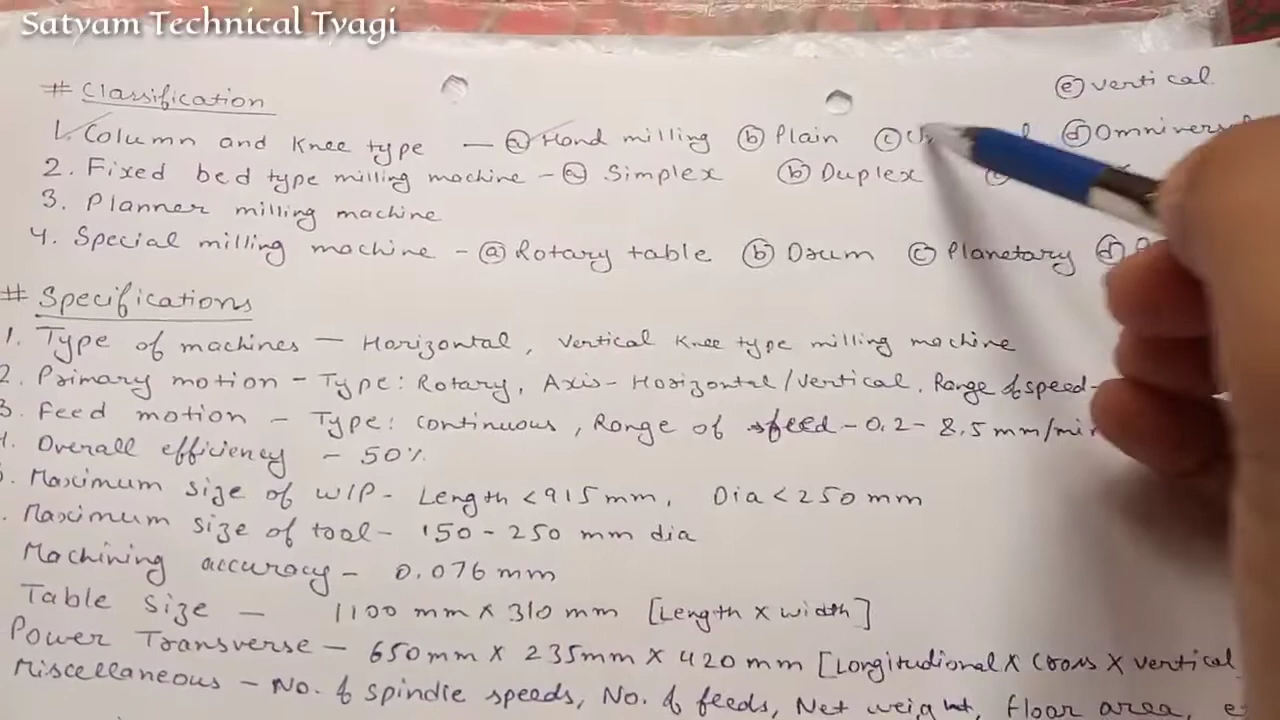 Satyam Technical Tyagi
# Classification
(e) vertical
1. Column and Knee type — (a) Hand milling (b) Plain (c) (d)
2. Fixed bed type milling machine - (a) Simplex (b) Duplex
3. Planner milling machine
4. Special milling machine - (a) Rotary table (b) Drum (c) Planetary (d)
# Specifications
1. Type of machines — Horizontal, Vertical Knee type milling machine
2. Primary motion - Type: Rotary, Axis - Horizontal/vertical, Range of speed -
3. Feed motion - Type: continuous, Range of feed - 0.2 - 8.5 mm/min
4. Overall efficiency - 50%
Maximum size of W/P - Length < 915 mm, Dia < 250 mm
Maximum size of tool - 150 - 250 mm dia
Machining accuracy - 0.076 mm
Table size — 1100 mm x 310 mm [Length x width]
Power Transverse — 650 mm x 235 mm x 420 mm [Longitudional x Cross x vertical
Miscellaneous - No. of spindle speeds, No. of feeds, Net weight, floor area,